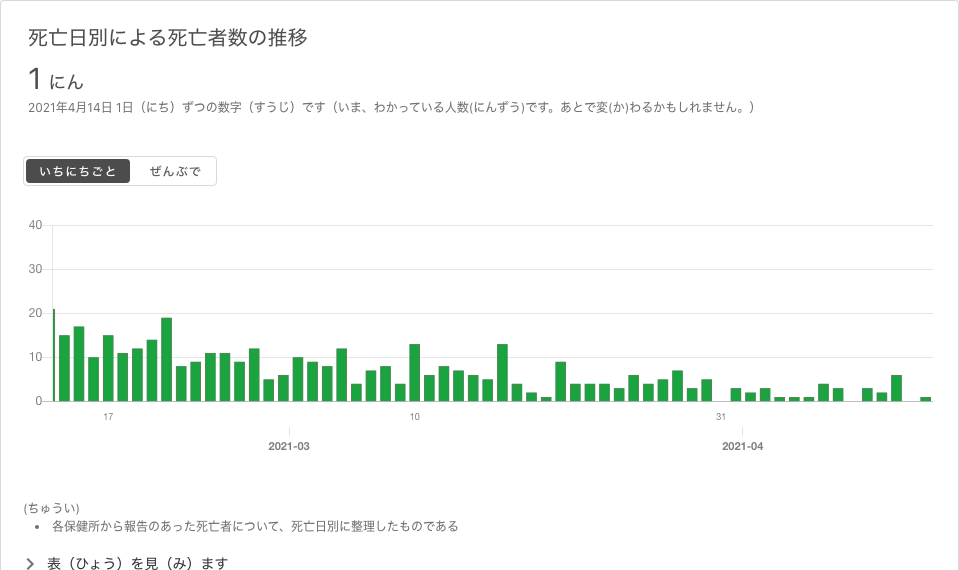 死亡日別による死亡者数の推移
1 にん
2021年4月14日 1日（にち）ずつの数字（すうじ）です（いま、わかっている人数(にんずう)です。あとで変(か)わるかもしれません。）
いちにちごと ぜんぶで
40
30
20
10
0
17 10 31
2021-03 2021-04
(ちゅうい)
• 各保健所から報告のあった死亡者について、死亡日別に整理したものである
表（ひょう）を見（み）ます